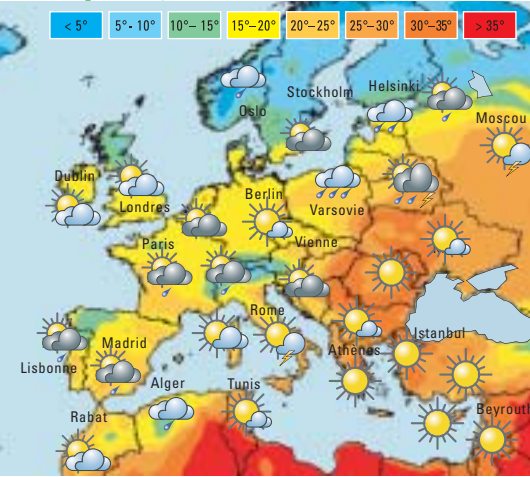 < 5° 5°- 10° 10°– 15° 15°–20° 20°–25° 25°–30° 30°–35° > 35°
Stockholm
Helsinki
Oslo
Moscou
Dublin
Londres
Berlin
Varsovie
Paris
Vienne
Rome
Istanbul
Madrid
Athènes
Lisbonne
Alger
Tunis
Rabat
Beyrouth